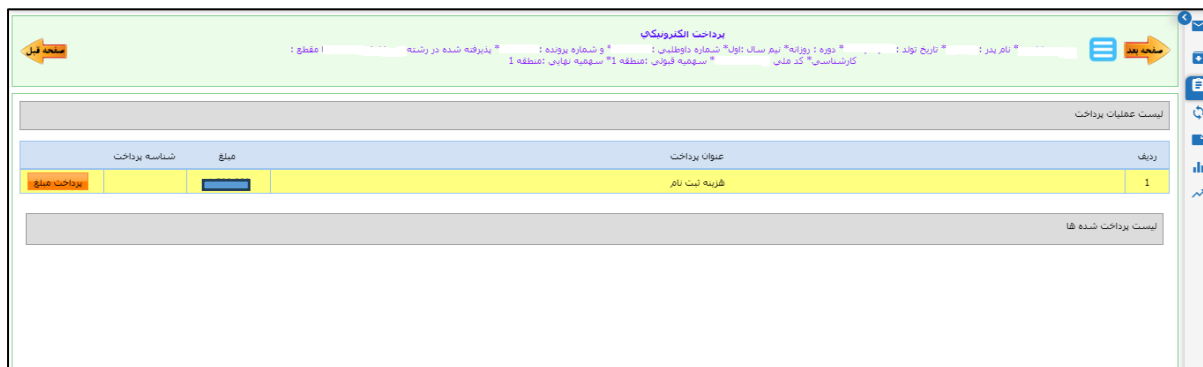 پرداخت الکترونیکي
صفحه بعد
* نام پدر : * تاریخ تولد : * دوره : روزانه* نیم سال :اول* شماره داوطلبی : * و شماره پرونده : * پذیرفته شده در رشته ا مقطع :
کارشناسی* کد ملی * سهمیه قبولی :منطقه 1* سهمیه نهایی :منطقه 1
صفحه قبل
لیست عملیات پرداخت
ردیف عنوان پرداخت مبلغ شناسه پرداخت
1 هزینه ثبت نام پرداخت مبلغ
لیست پرداخت شده ها